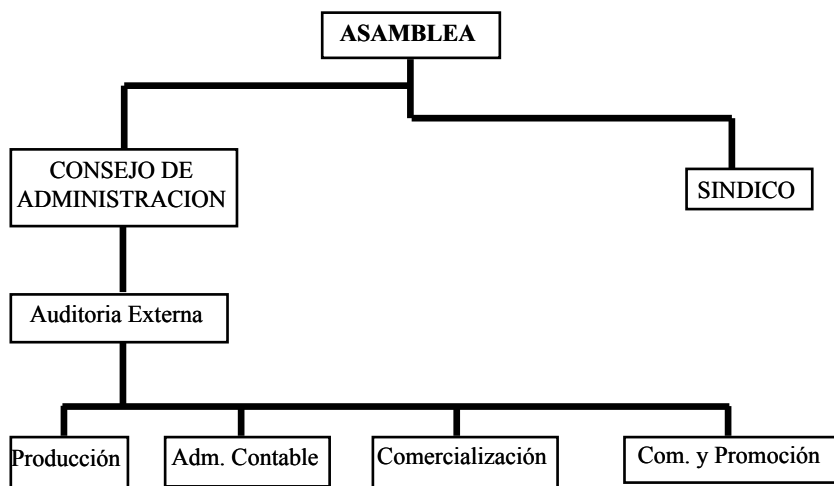 ASAMBLEA
CONSEJO DE
ADMINISTRACION
SINDICO
Auditoria Externa
Producción
Adm. Contable
Comercialización
Com. y Promoción